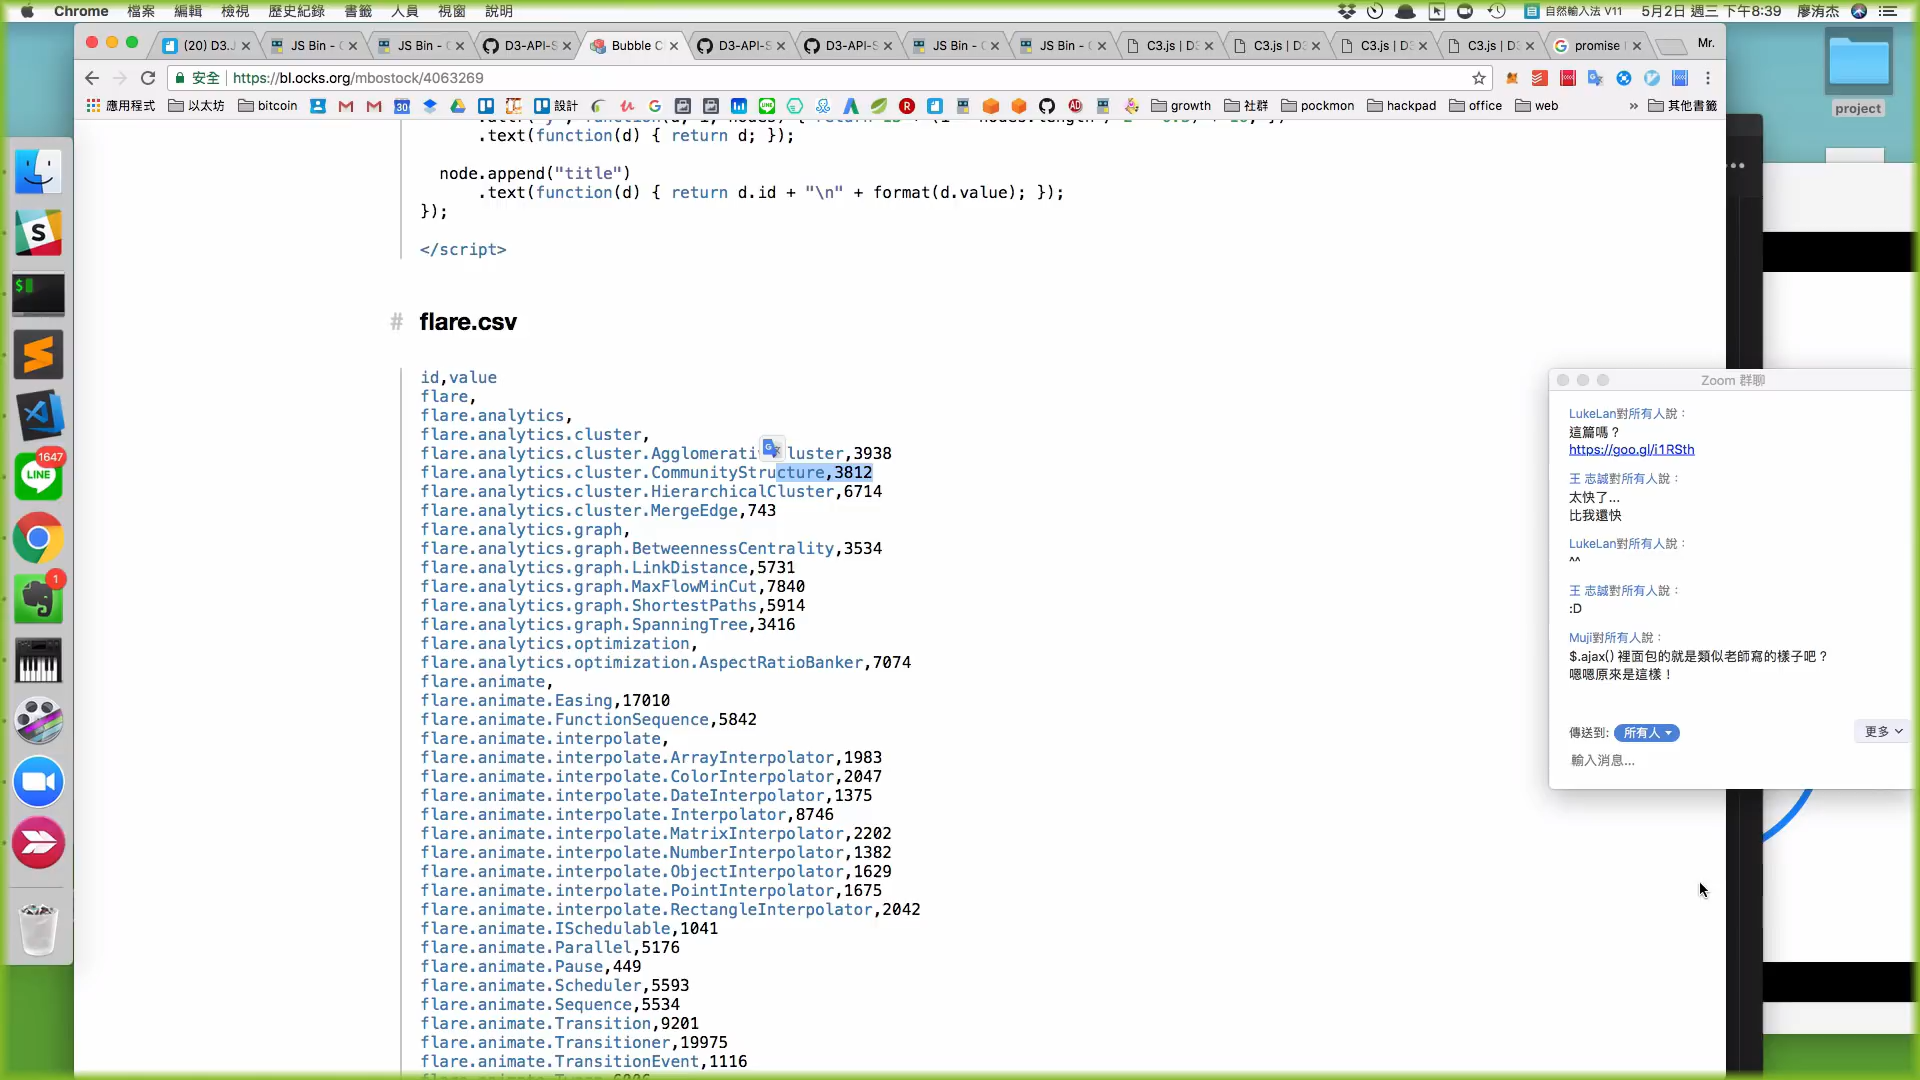 Chrome 檔案 編輯 檢視 歷史紀錄 書籤 人員 視窗 說明 自然輸入法 V11 5月2日 週三 下午8:39 廖洧杰
(20) D3. JS Bin - JS Bin - D3-API-S Bubble C D3-API-S D3-API-S JS Bin - JS Bin - C3.js | D3 C3.js | D3 C3.js | D3 C3.js | D3 promise Mr.
安全 https://bl.ocks.org/mbostock/4063269
應用程式 以太坊 bitcoin 設計 growth 社群 pockmon hackpad office web » 其他書籤
project
.text(function(d) { return d; });
node.append("title")
.text(function(d) { return d.id + "\n" + format(d.value); });
});
</script>
# flare.csv
id,value
flare,
flare.analytics,
flare.analytics.cluster,
flare.analytics.cluster.Agglomerati luster,3938
flare.analytics.cluster.CommunityStructure,3812
flare.analytics.cluster.HierarchicalCluster,6714
flare.analytics.cluster.MergeEdge,743
flare.analytics.graph,
flare.analytics.graph.BetweennessCentrality,3534
flare.analytics.graph.LinkDistance,5731
flare.analytics.graph.MaxFlowMinCut,7840
flare.analytics.graph.ShortestPaths,5914
flare.analytics.graph.SpanningTree,3416
flare.analytics.optimization,
flare.analytics.optimization.AspectRatioBanker,7074
flare.animate,
flare.animate.Easing,17010
flare.animate.FunctionSequence,5842
flare.animate.interpolate,
flare.animate.interpolate.ArrayInterpolator,1983
flare.animate.interpolate.ColorInterpolator,2047
flare.animate.interpolate.DateInterpolator,1375
flare.animate.interpolate.Interpolator,8746
flare.animate.interpolate.MatrixInterpolator,2202
flare.animate.interpolate.NumberInterpolator,1382
flare.animate.interpolate.ObjectInterpolator,1629
flare.animate.interpolate.PointInterpolator,1675
flare.animate.interpolate.RectangleInterpolator,2042
flare.animate.ISchedulable,1041
flare.animate.Parallel,5176
flare.animate.Pause,449
flare.animate.Scheduler,5593
flare.animate.Sequence,5534
flare.animate.Transition,9201
flare.animate.Transitioner,19975
flare.animate.TransitionEvent,1116
Zoom 群聊
LukeLan對所有人說：
這篇嗎？
https://goo.gl/i1RSth
王 志誠對所有人說：
太快了...
比我還快
LukeLan對所有人說：
^^
王 志誠對所有人說：
:D
Muji對所有人說：
$.ajax() 裡面包的就是類似老師寫的樣子吧？
嗯嗯原來是這樣！
傳送到: 所有人 更多
輸入消息...
1647
LINE
1